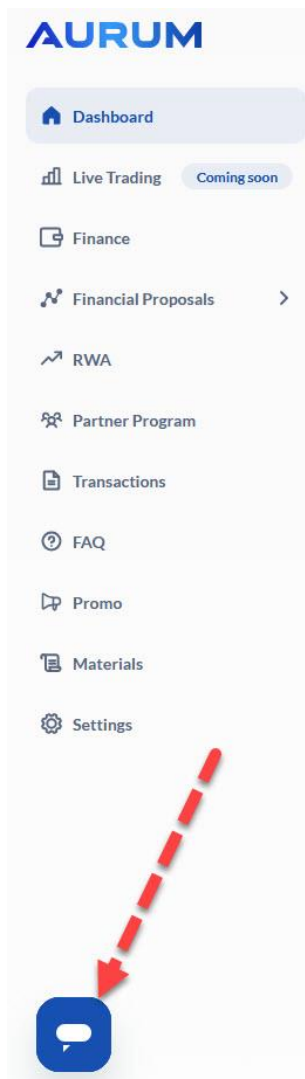 AURUM
Dashboard
Live Trading Coming soon
Finance
Financial Proposals
RWA
Partner Program
Transactions
FAQ
Promo
Materials
Settings